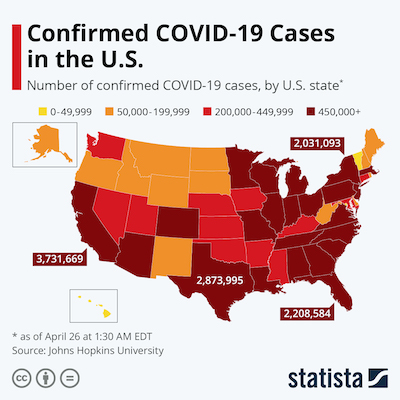 Confirmed COVID-19 Cases
in the U.S.
Number of confirmed COVID-19 cases, by U.S. state*
0-49,999 50,000-199,999 200,000-449,999 450,000+
2,031,093
3,731,669
2,873,995
2,208,584
* as of April 26 at 1:30 AM EDT
Source: Johns Hopkins University
cc
statista